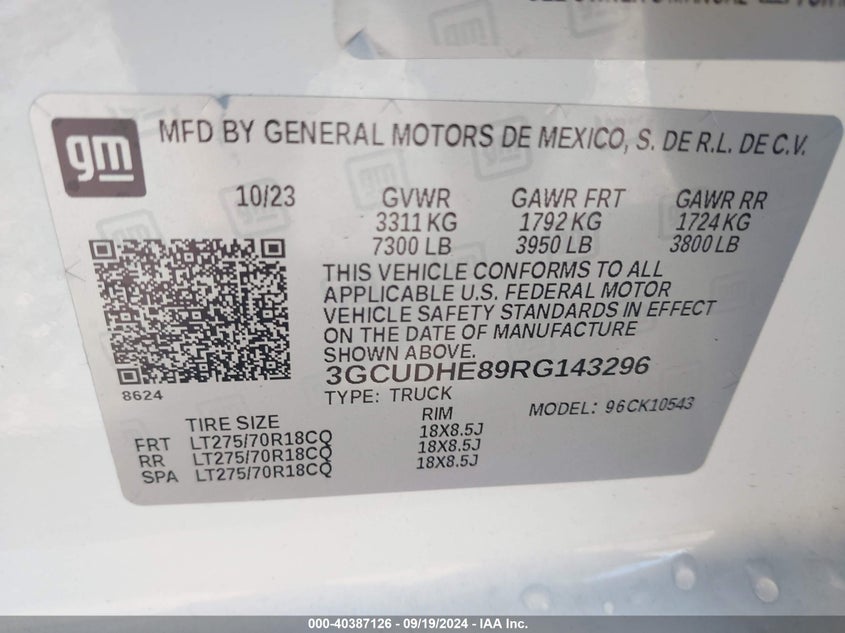 gm
MFD BY GENERAL MOTORS DE MEXICO, S. DE R.L. DE C.V.
10/23 GVWR GAWR FRT GAWR RR
3311 KG 1792 KG 1724 KG
7300 LB 3950 LB 3800 LB
THIS VEHICLE CONFORMS TO ALL
APPLICABLE U.S. FEDERAL MOTOR
VEHICLE SAFETY STANDARDS IN EFFECT
ON THE DATE OF MANUFACTURE
SHOWN ABOVE.
3GCUDHE89RG143296
8624
TYPE: TRUCK
MODEL: 96CK10543
TIRE SIZE RIM
FRT LT275/70R18CQ 18X8.5J
RR LT275/70R18CQ 18X8.5J
SPA LT275/70R18CQ 18X8.5J
000-40387126 - 09/19/2024 - IAA Inc.